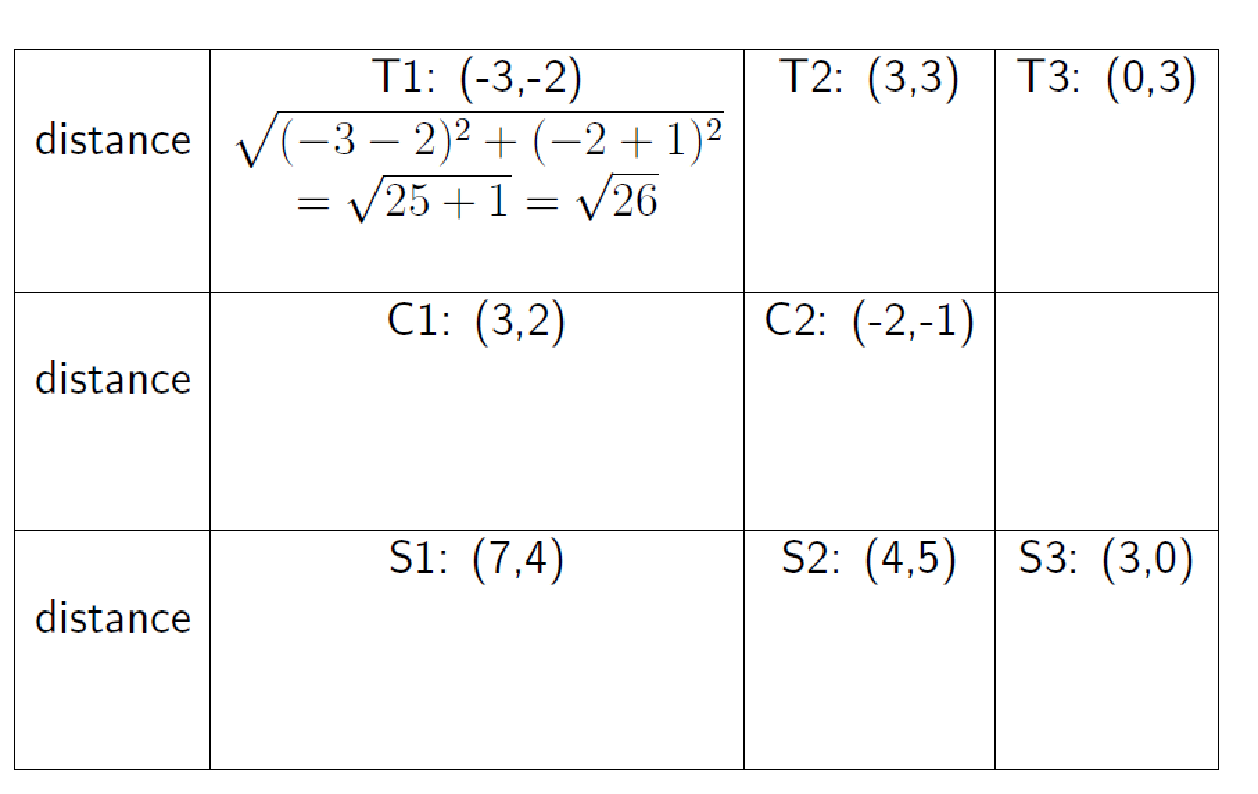 T1: (-3,-2) T2: (3,3) T3: (0,3)
distance √(−3 − 2)² + (−2 + 1)²
= √25 + 1 = √26
C1: (3,2) C2: (-2,-1)
distance
S1: (7,4) S2: (4,5) S3: (3,0)
distance